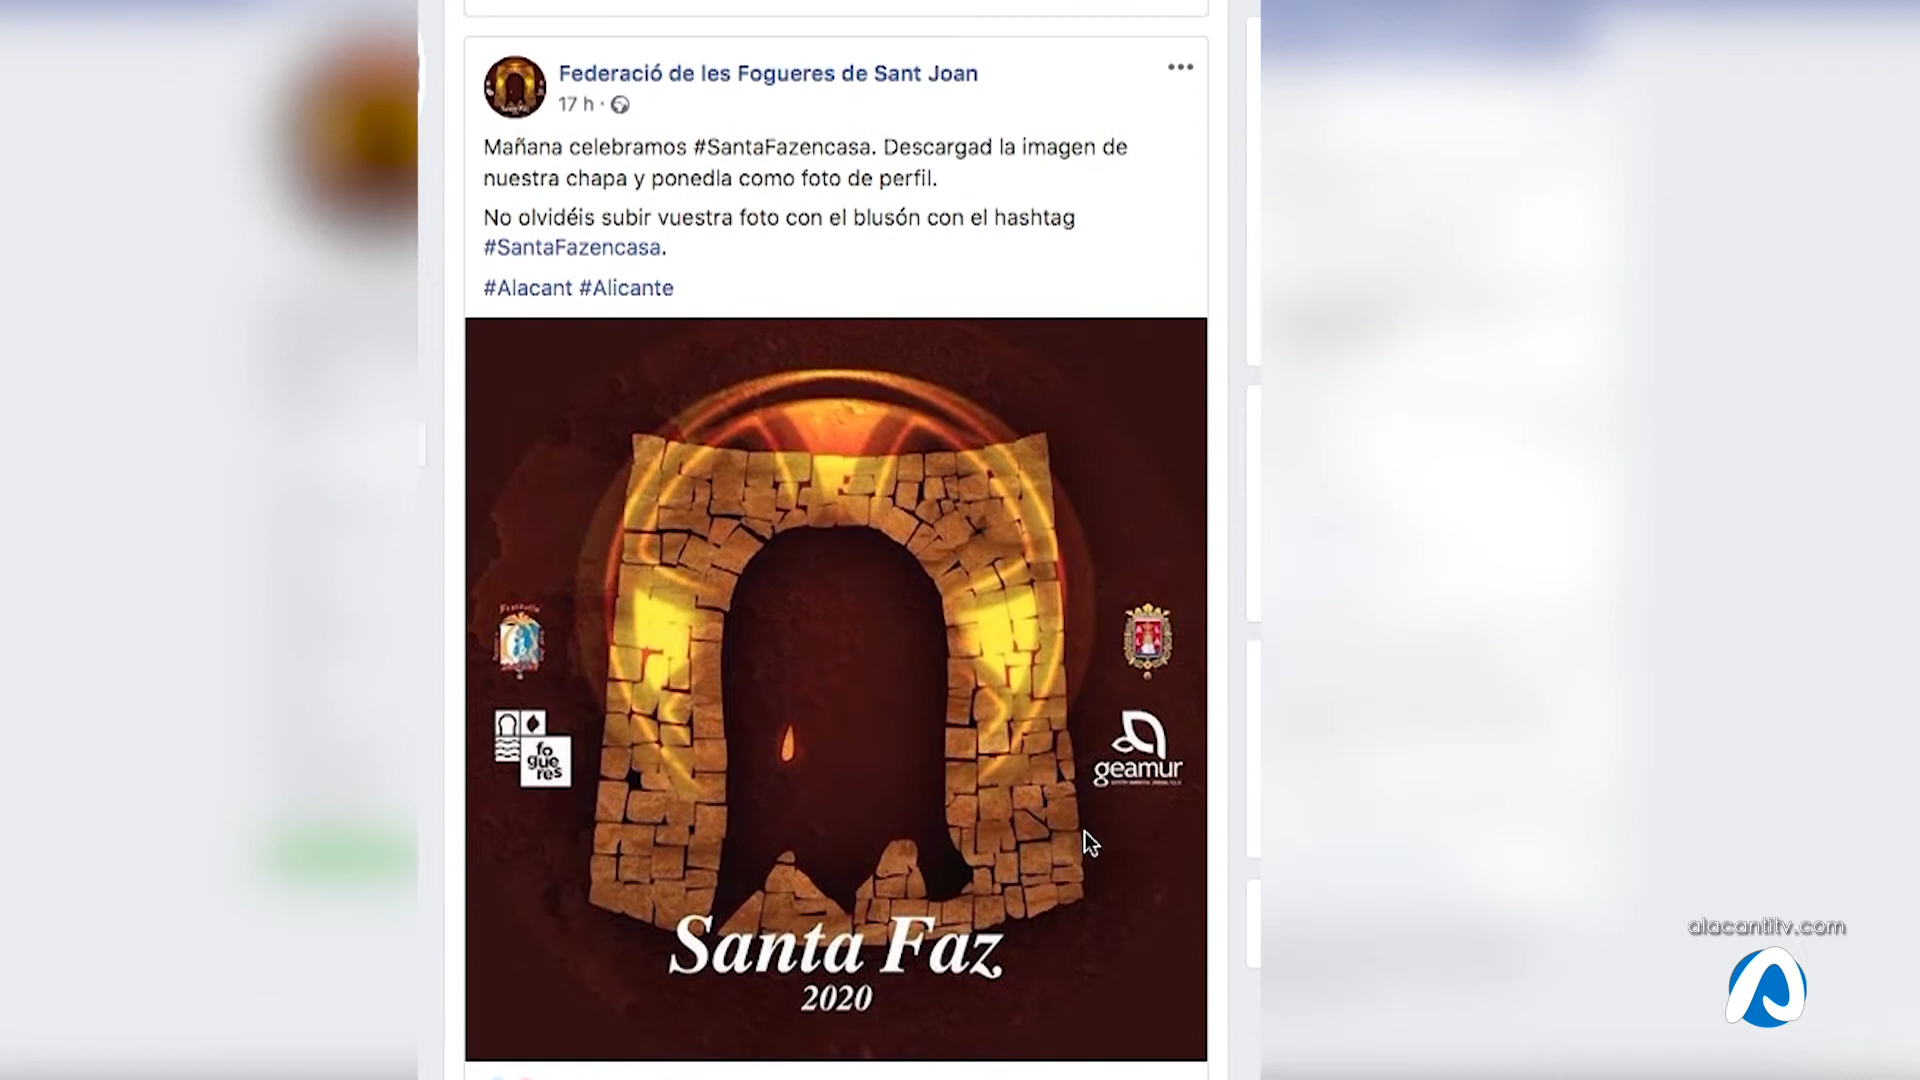 Federació de les Fogueres de Sant Joan
17 h ·
Mañana celebramos #SantaFazencasa. Descargad la imagen de
nuestra chapa y ponedla como foto de perfil.
No olvidéis subir vuestra foto con el blusón con el hashtag
#SantaFazencasa.
#Alacant #Alicante
fo
gue
res
geamur
Santa Faz
2020
alacantitv.com